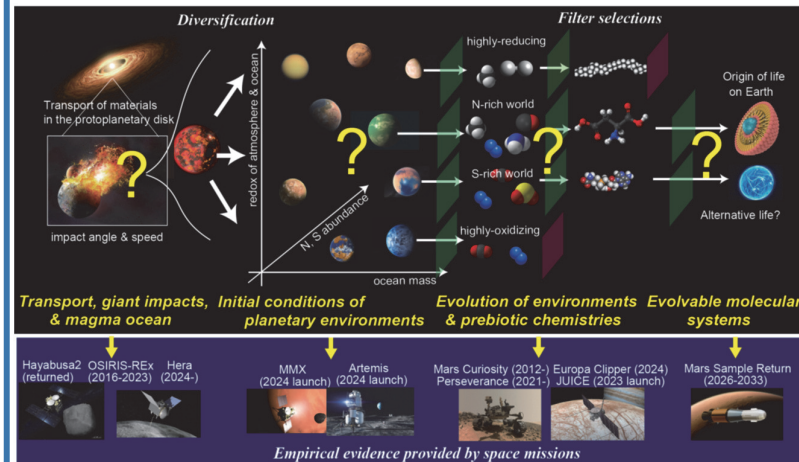 Diversification
Filter selections
Transport of materials
in the protoplanetary disk
?
impact angle & speed
redox of atmosphere & ocean
N, S abundance
ocean mass
?
highly-reducing
N-rich world
S-rich world
highly-oxidizing
?
?
Origin of life
on Earth
Alternative life?
Transport, giant impacts,
& magma ocean
Initial conditions of
planetary environments
Evolution of environments
& prebiotic chemistries
Evolvable molecular
systems
Hayabusa2
(returned)
OSIRIS-REx
(2016-2023)
Hera
(2024-)
MMX
(2024 launch)
Artemis
(2024 launch)
Mars Curiosity (2012-)
Perseverance (2021-)
Europa Clipper (2024)
JUICE (2023 launch)
Mars Sample Return
(2026-2033)
Empirical evidence provided by space missions